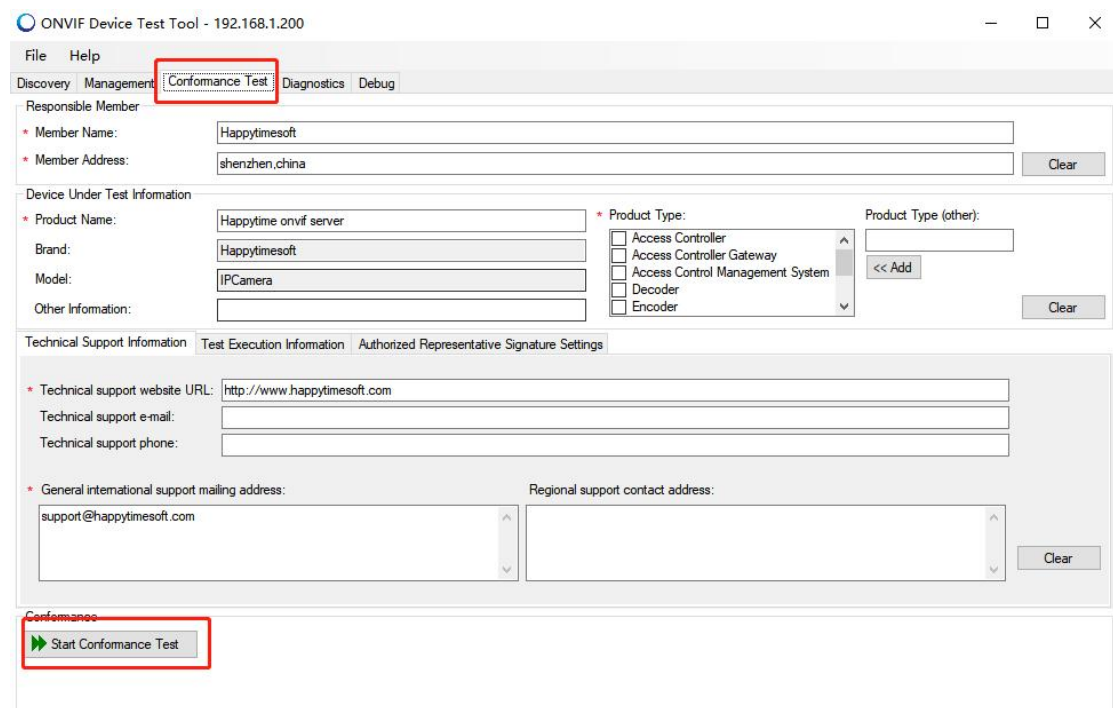 ONVIF Device Test Tool - 192.168.1.200
File Help
Discovery Management Conformance Test Diagnostics Debug
Responsible Member
* Member Name: Happytimesoft
* Member Address: shenzhen,china Clear
Device Under Test Information
* Product Name: Happytime onvif server
Brand: Happytimesoft
Model: IPCamera
Other Information:
* Product Type:
Access Controller
Access Controller Gateway
Access Control Management System
Decoder
Encoder
Product Type (other):
<< Add
Clear
Technical Support Information Test Execution Information Authorized Representative Signature Settings
* Technical support website URL: http://www.happytimesoft.com
Technical support e-mail:
Technical support phone:
* General international support mailing address: Regional support contact address:
support@happytimesoft.com
Clear
Conformance
Start Conformance Test